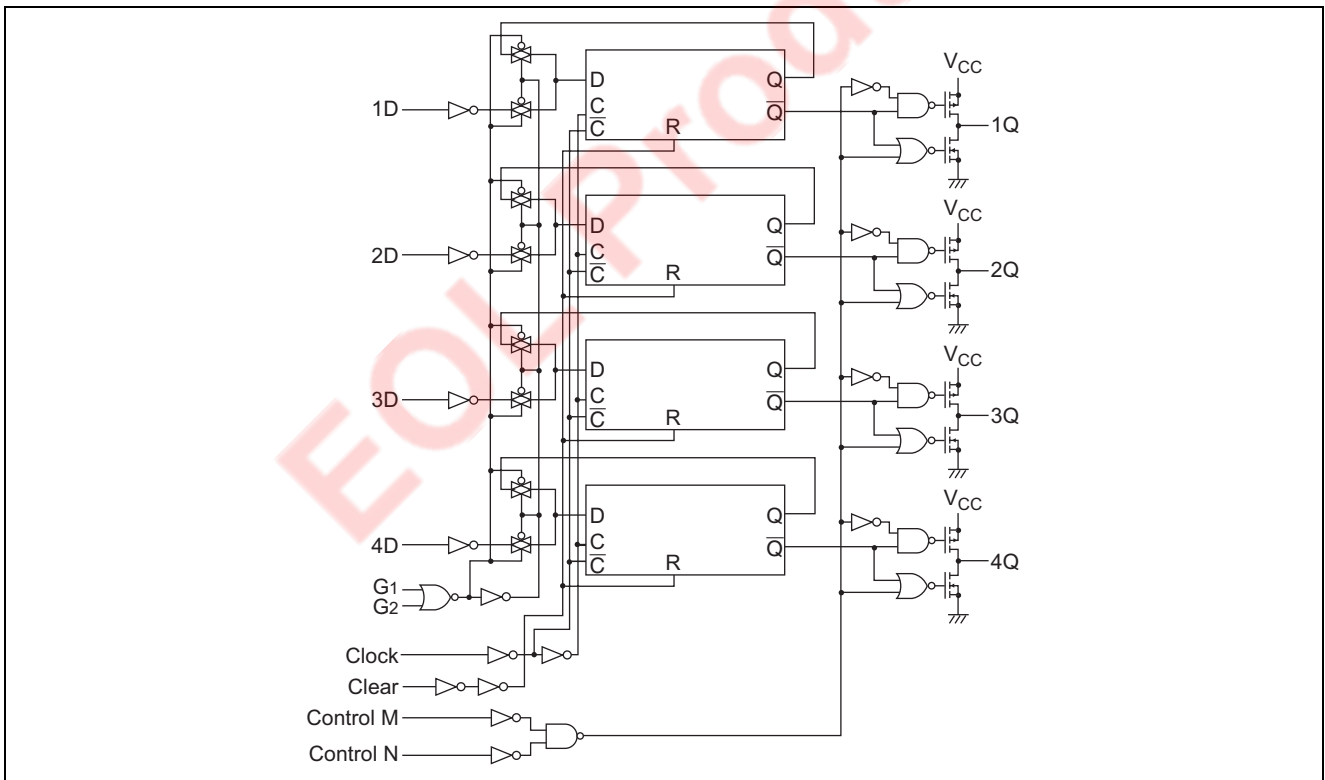 EOL Produ
1D
D
C
C̅
R
Q
Q̅
VCC
1Q
2D
D
C
C̅
R
Q
Q̅
VCC
2Q
3D
D
C
C̅
R
Q
Q̅
VCC
3Q
4D
D
C
C̅
R
Q
Q̅
VCC
4Q
G1
G2
Clock
Clear
Control M
Control N